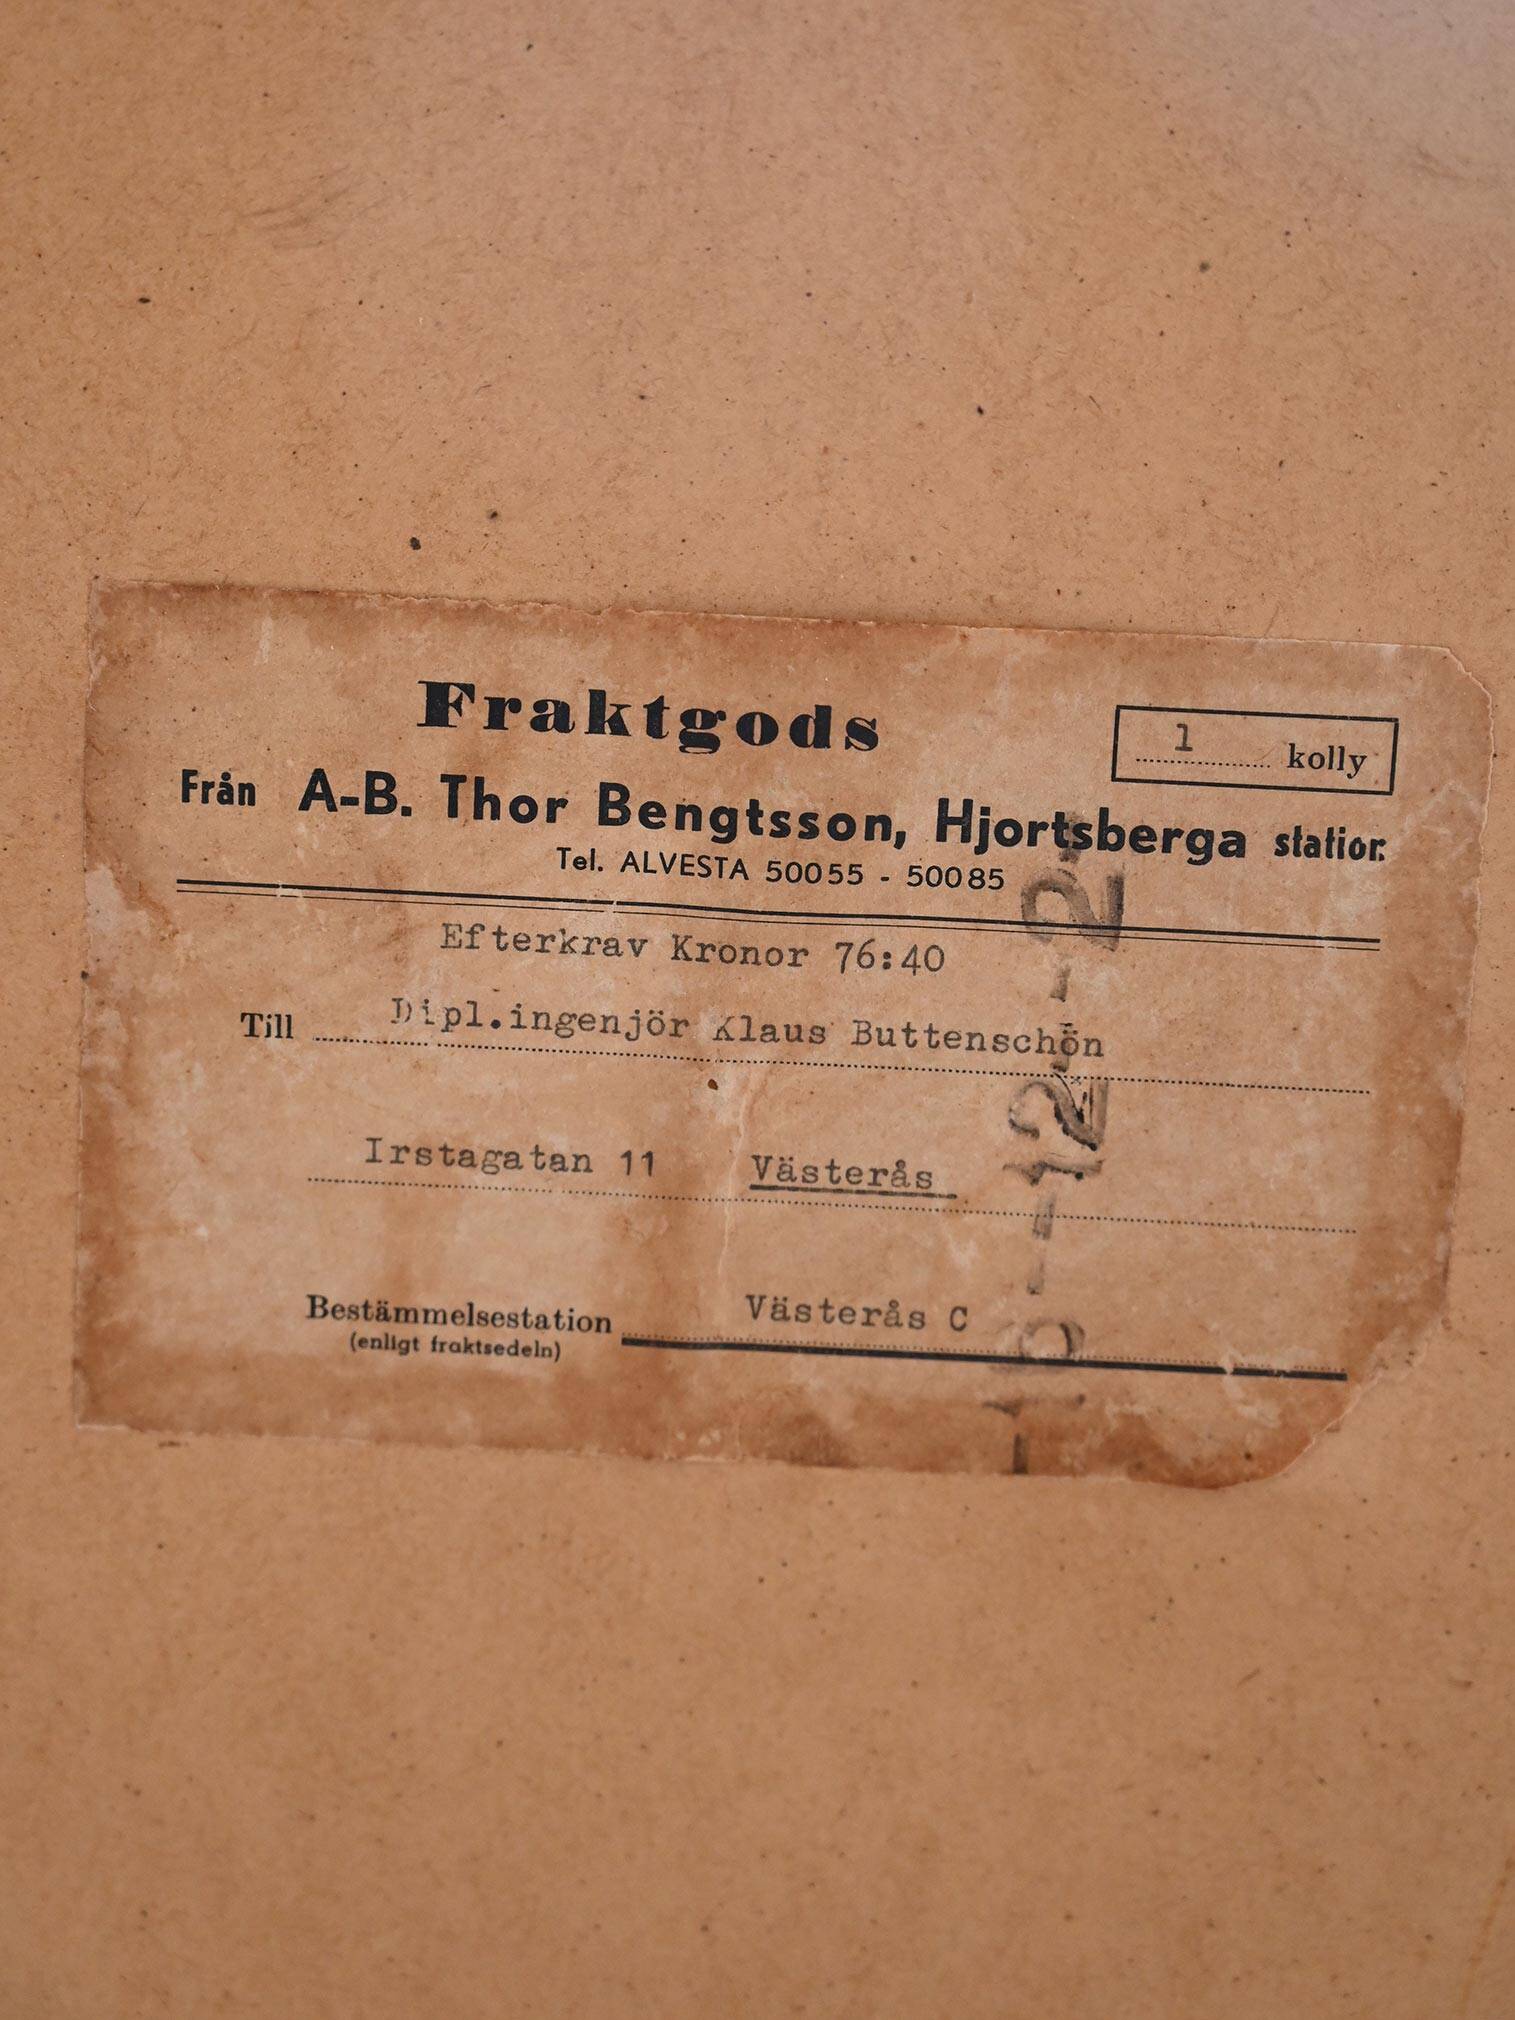 Fraktgods
1 kolly
Från A-B. Thor Bengtsson, Hjortsberga station
Tel. ALVESTA 50055 - 50085
Efterkrav Kronor 76:40
Till Dipl.ingenjör Klaus Buttenschön
Irstagatan 11 Västerås
Bestämmelsestation Västerås C
(enligt fraktsedeln)